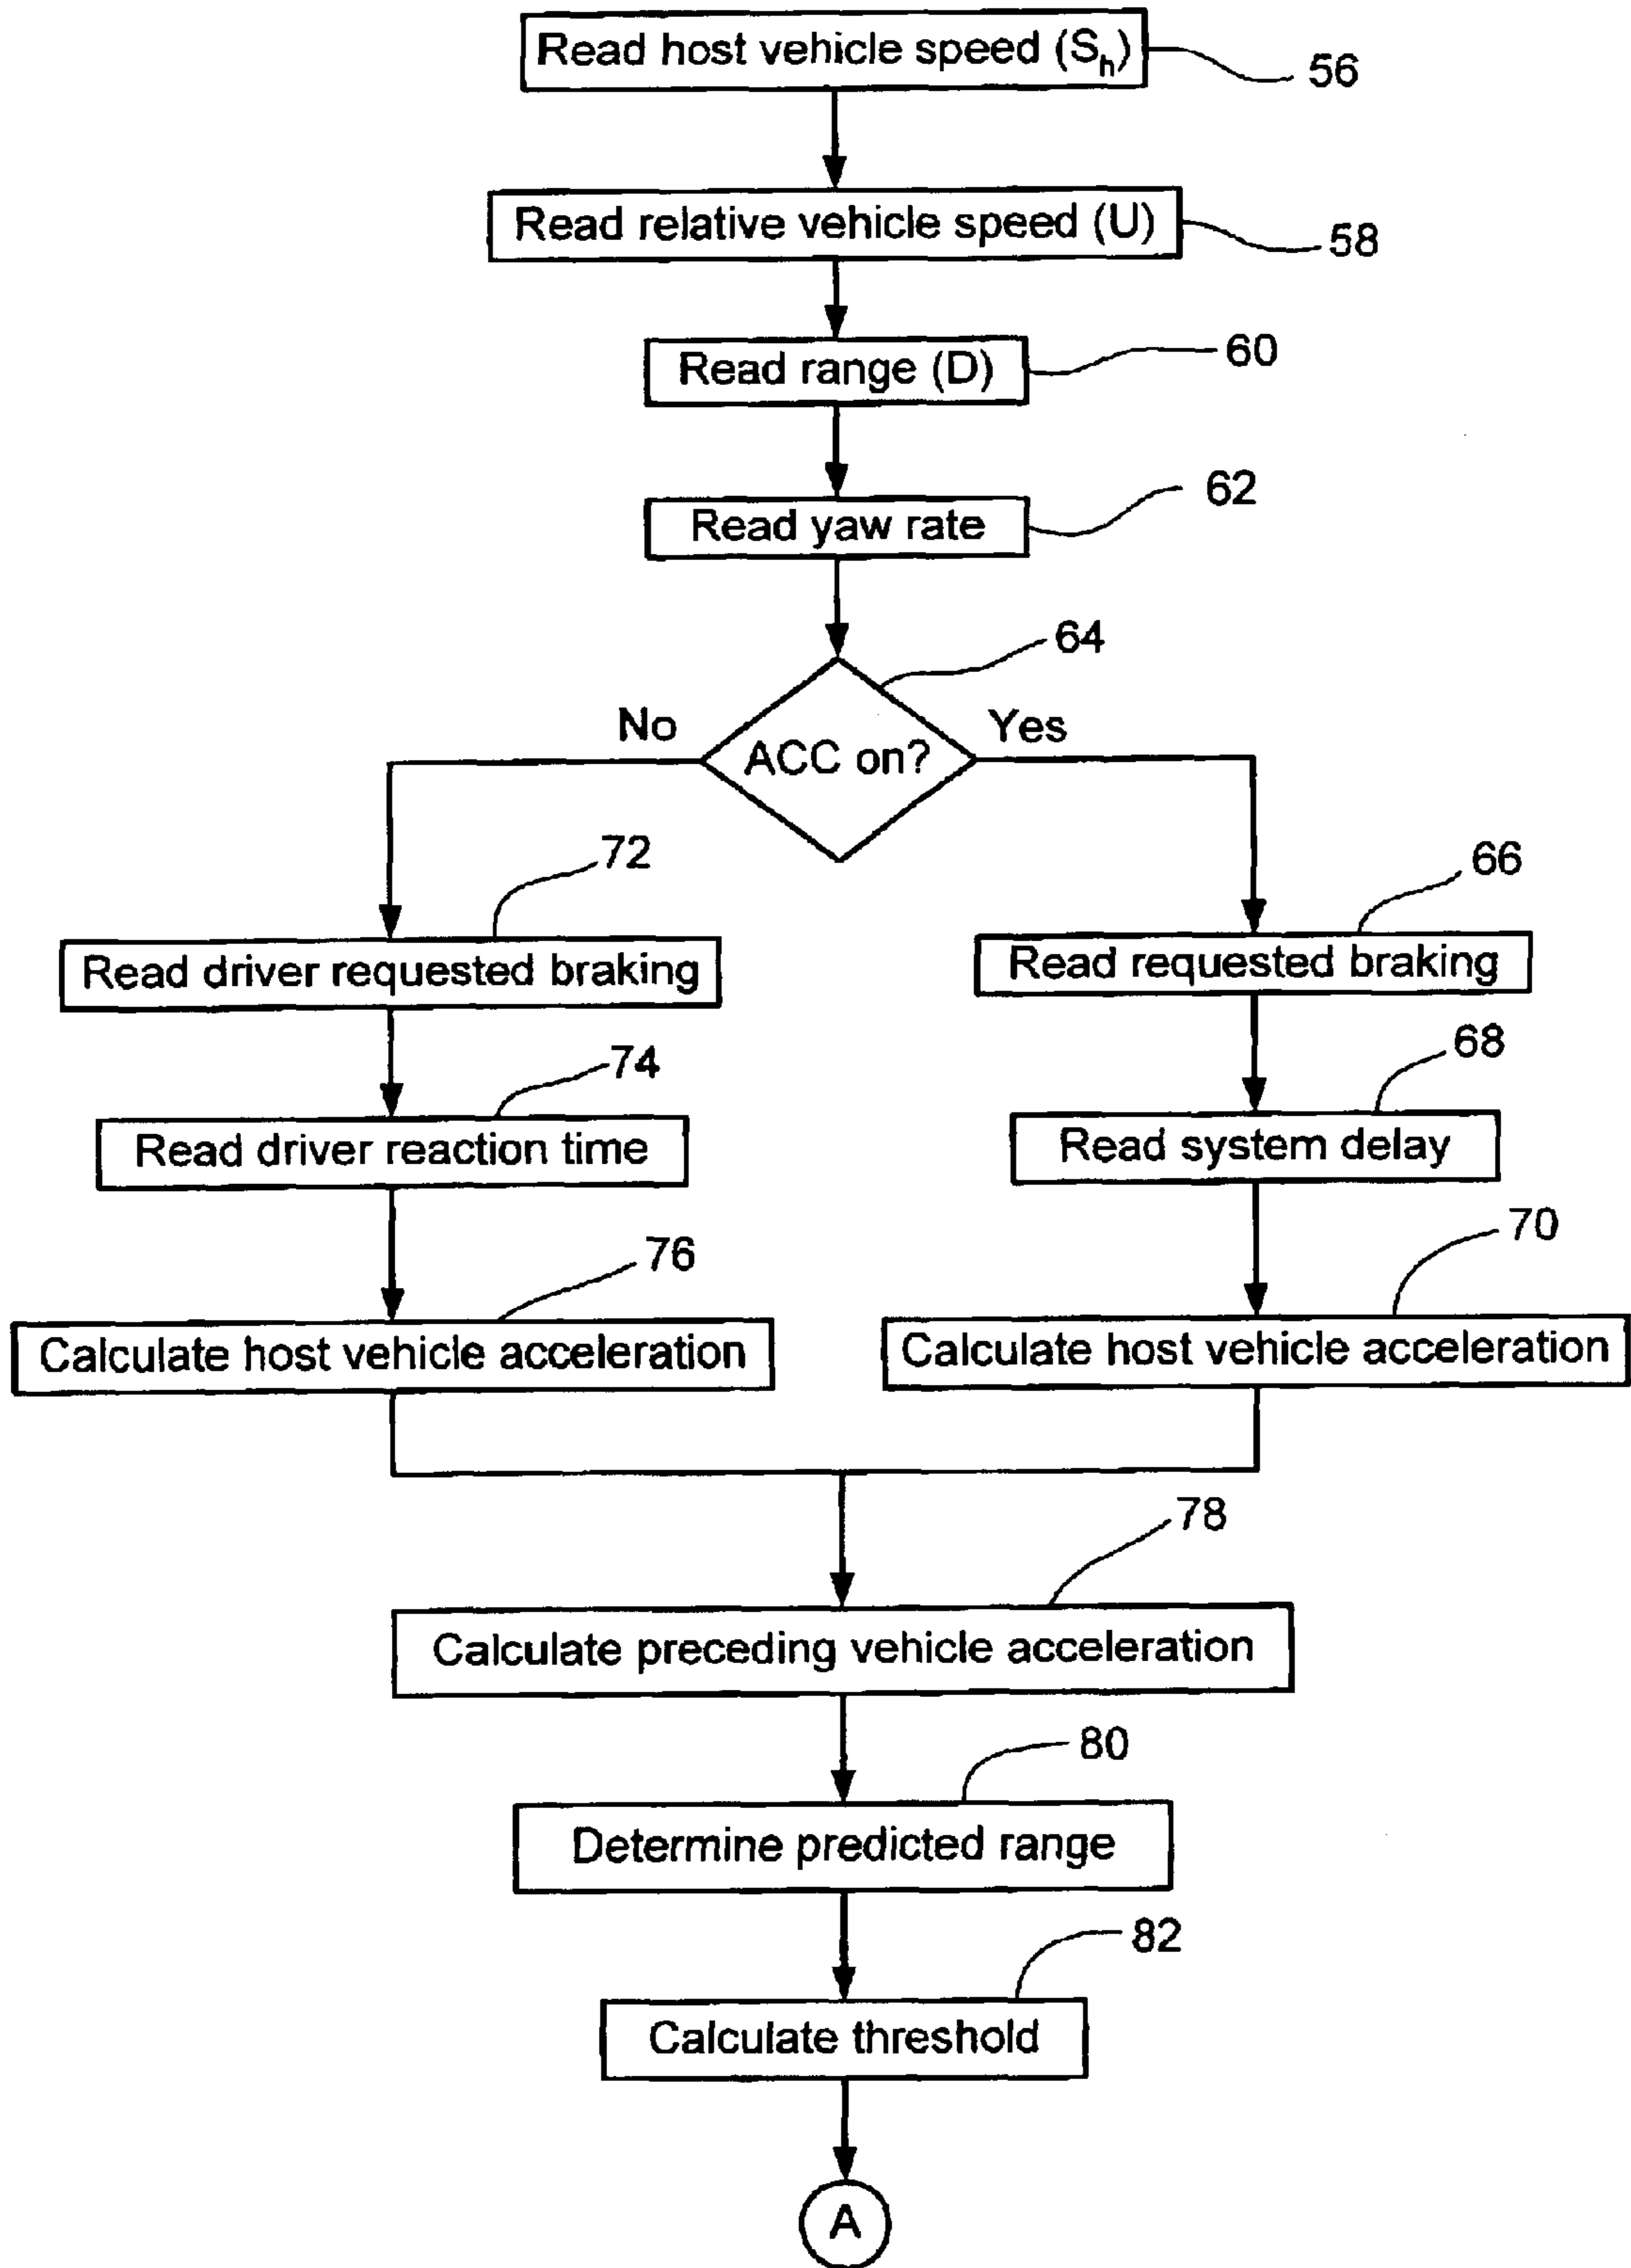 Read host vehicle speed (Sh)
56
Read relative vehicle speed (U)
58
Read range (D)
60
Read yaw rate
62
64
No
ACC on?
Yes
72
66
Read driver requested braking
Read requested braking
74
68
Read driver reaction time
Read system delay
76
70
Calculate host vehicle acceleration
Calculate host vehicle acceleration
78
Calculate preceding vehicle acceleration
80
Determine predicted range
82
Calculate threshold
A